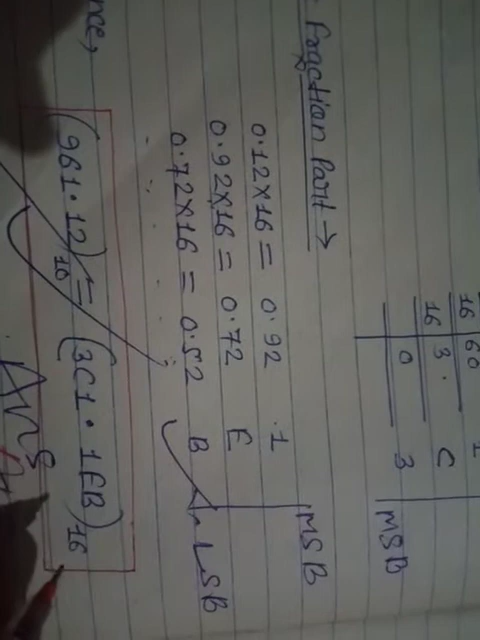 16 60 1
16 3 C
0 3 MSB
Fraction Part →
MSB
0.12×16 = 0.92 1
0.92×16 = 0.72 E
0.72×16 = 0.52 B LSB
(961.12)10 = (3C1.1EB)16
Ans